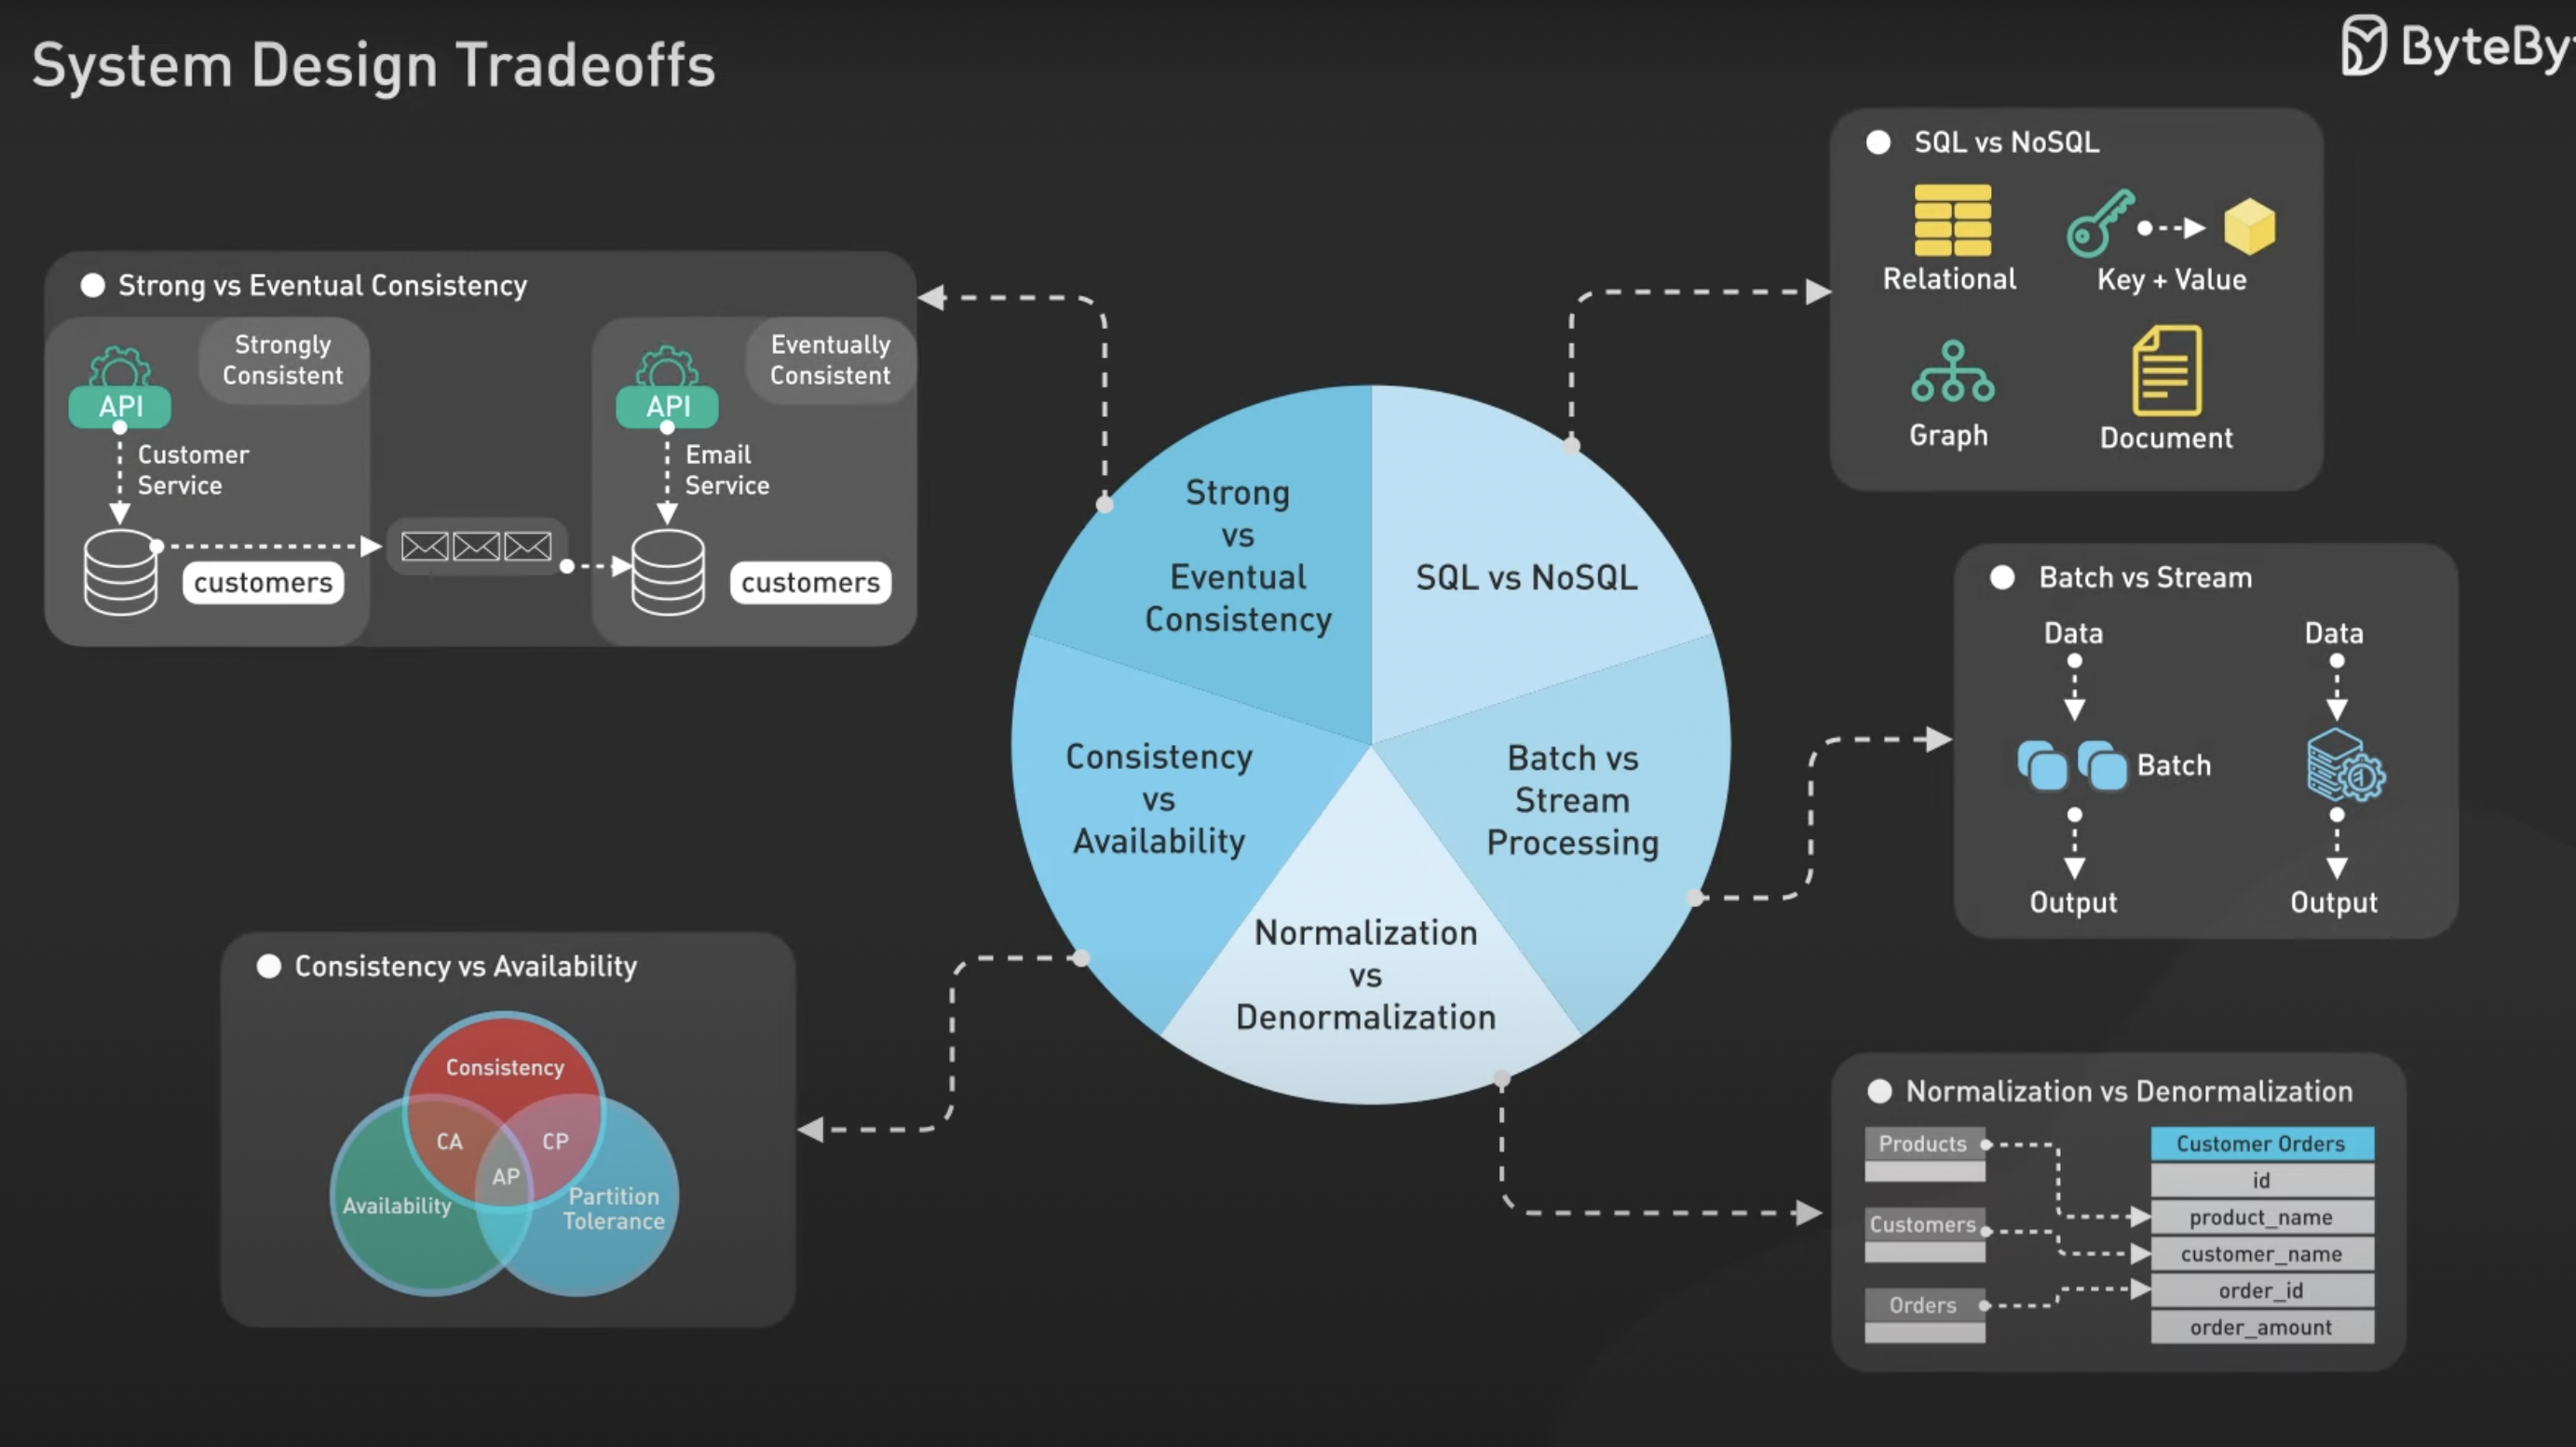 System Design Tradeoffs
ByteBy
Strong vs Eventual Consistency
Strongly
Consistent
API
Customer
Service
customers
Eventually
Consistent
API
Email
Service
customers
SQL vs NoSQL
Relational
Key + Value
Graph
Document
Strong
vs
Eventual
Consistency
SQL vs NoSQL
Consistency
vs
Availability
Batch vs
Stream
Processing
Normalization
vs
Denormalization
Batch vs Stream
Data
Data
Batch
Output
Output
Consistency vs Availability
Consistency
CA
CP
AP
Availability
Partition
Tolerance
Normalization vs Denormalization
Products
Customers
Orders
Customer Orders
id
product_name
customer_name
order_id
order_amount